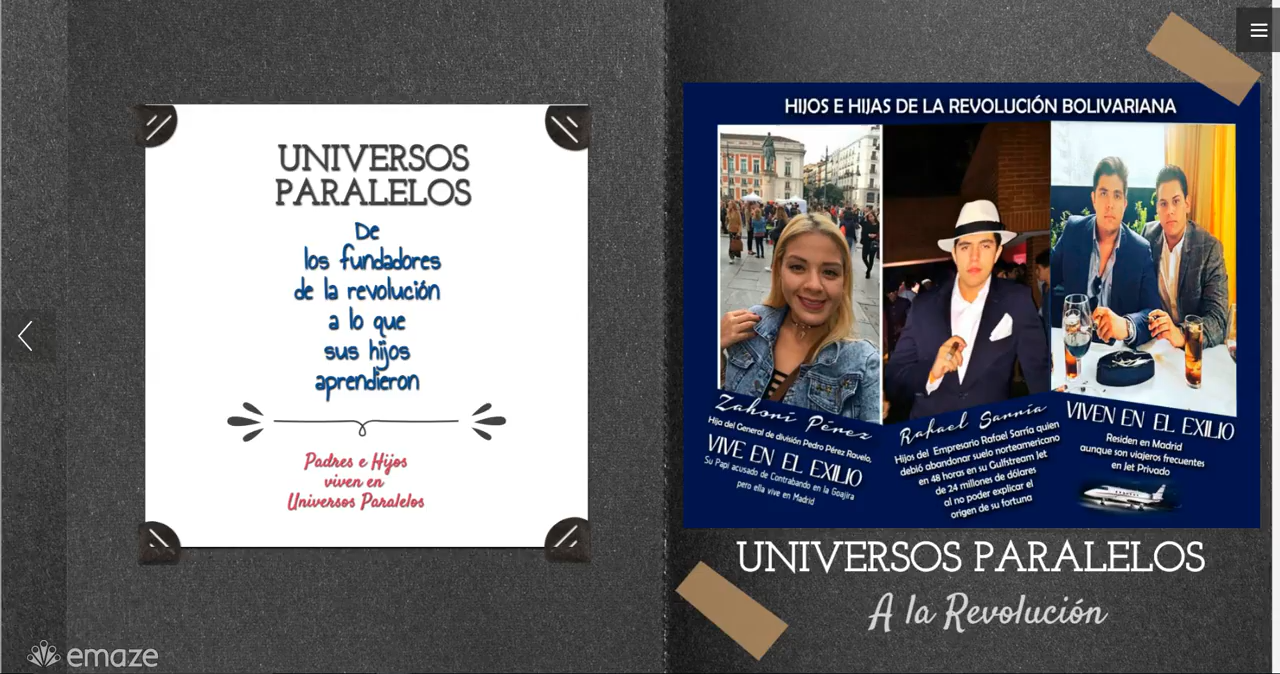 UNIVERSOS
PARALELOS
De
los fundadores
de la revolución
a lo que
sus hijos
aprendieron
Padres e Hijos
viven en
Universos Paralelos
emaze
HIJOS E HIJAS DE LA REVOLUCIÓN BOLIVARIANA
Zahoni Pérez
Hija del General de división Pedro Pérez Ravelo,
VIVE EN EL EXILIO
Su Papi acusado de Contrabando en la Goajira
pero ella vive en Madrid
Rafael Sarría
Hijos del Empresario Rafael Sarría quien
debió abandonar suelo norteamericano
en 48 horas en su Gulfstream Jet
de 24 millones de dólares
al no poder explicar el
origen de su fortuna
VIVEN EN EL EXILIO
Residen en Madrid
aunque son viajeros frecuentes
en Jet Privado
UNIVERSOS PARALELOS
A la Revolución